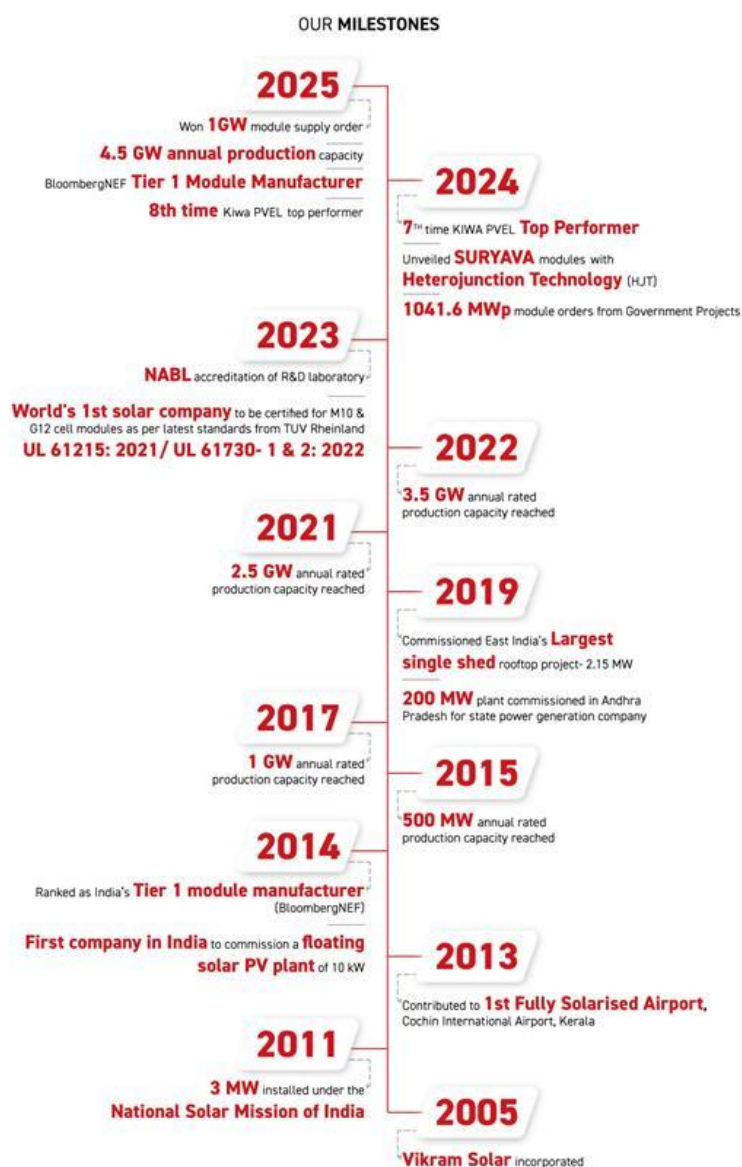 OUR MILESTONES
2025
Won 1GW module supply order
4.5 GW annual production capacity
BloombergNEF Tier 1 Module Manufacturer
8th time Kiwa PVEL top performer
2024
7TH time KIWA PVEL Top Performer
Unveiled SURYAVA modules with
Heterojunction Technology (HJT)
1041.6 MWp module orders from Government Projects
2023
NABL accreditation of R&D laboratory
World's 1st solar company to be certified for M10 &
G12 cell modules as per latest standards from TUV Rheinland
UL 61215: 2021/ UL 61730- 1 & 2: 2022
2022
3.5 GW annual rated
production capacity reached
2021
2.5 GW annual rated
production capacity reached
2019
Commissioned East India's Largest
single shed rooftop project- 2.15 MW
200 MW plant commissioned in Andhra
Pradesh for state power generation company
2017
1 GW annual rated
production capacity reached
2015
500 MW annual rated
production capacity reached
2014
Ranked as India's Tier 1 module manufacturer
(BloombergNEF)
First company in India to commission a floating
solar PV plant of 10 kW
2013
Contributed to 1st Fully Solarised Airport,
Cochin International Airport, Kerala
2011
3 MW installed under the
National Solar Mission of India
2005
Vikram Solar incorporated